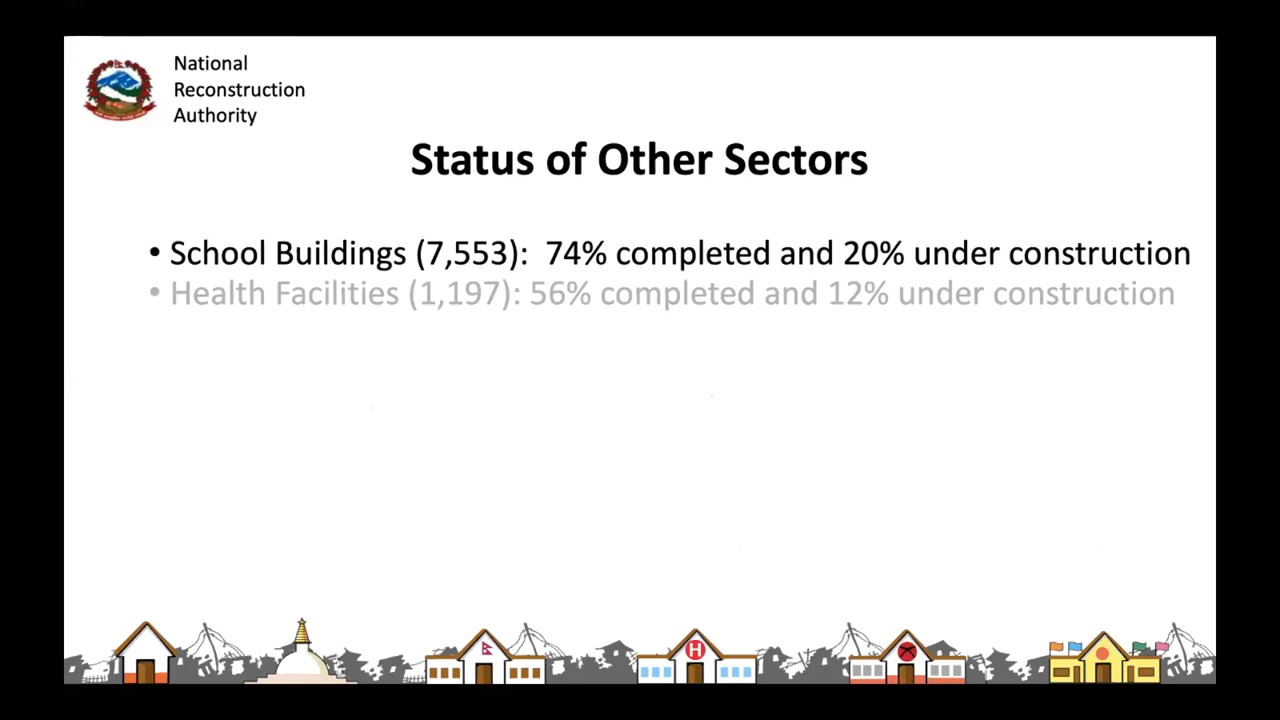 National
Reconstruction
Authority
Status of Other Sectors
• School Buildings (7,553): 74% completed and 20% under construction
• Health Facilities (1,197): 56% completed and 12% under construction
H